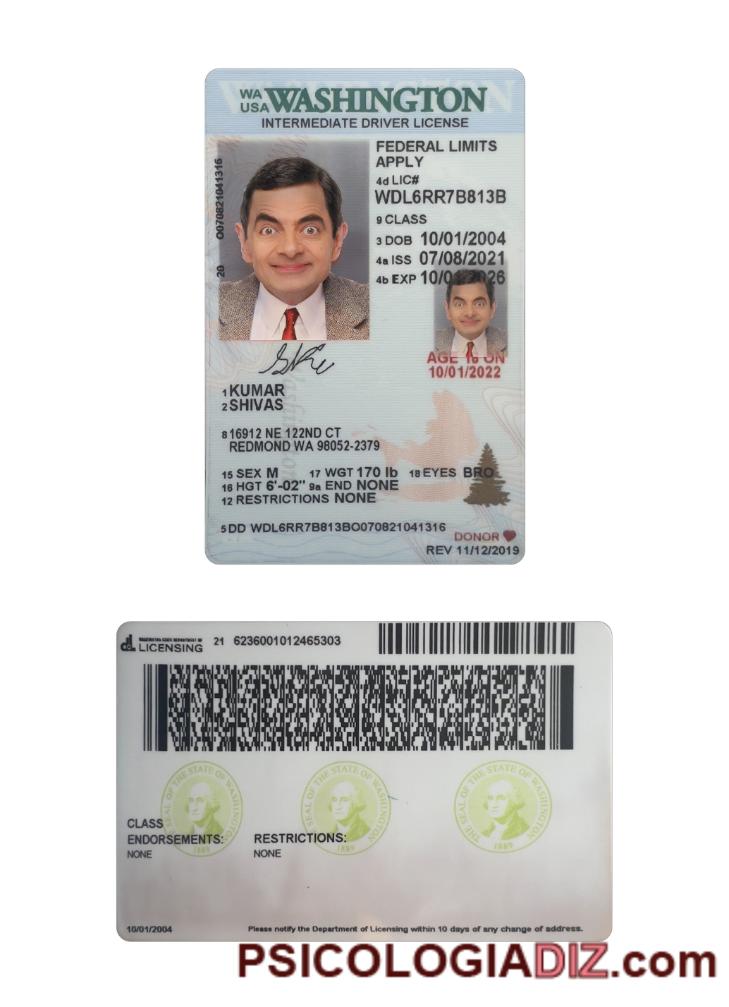 WA
USA WASHINGTON
INTERMEDIATE DRIVER LICENSE
FEDERAL LIMITS
APPLY
4d LIC#
WDL6RR7B813B
9 CLASS
3 DOB 10/01/2004
4a ISS 07/08/2021
4b EXP
20 O070821041316
AGE ON
10/01/2022
1 KUMAR
2 SHIVAS
8 16912 NE 122ND CT
REDMOND WA 98052-2379
15 SEX M 17 WGT 170 lb 18 EYES BRO
16 HGT 6'-02" 9a END NONE
12 RESTRICTIONS NONE
5 DD WDL6RR7B813BO070821041316
DONOR
REV 11/12/2019
WASHINGTON STATE DEPARTMENT OF
LICENSING 21 6236001012465303
THE SEAL OF THE STATE OF WASHINGTON 1889
THE SEAL OF THE STATE OF WASHINGTON 1889
THE SEAL OF THE STATE OF WASHINGTON 1889
CLASS
ENDORSEMENTS: RESTRICTIONS:
NONE NONE
10/01/2004 Please notify the Department of Licensing within 10 days of any change of address.
PSICOLOGIADIZ.com